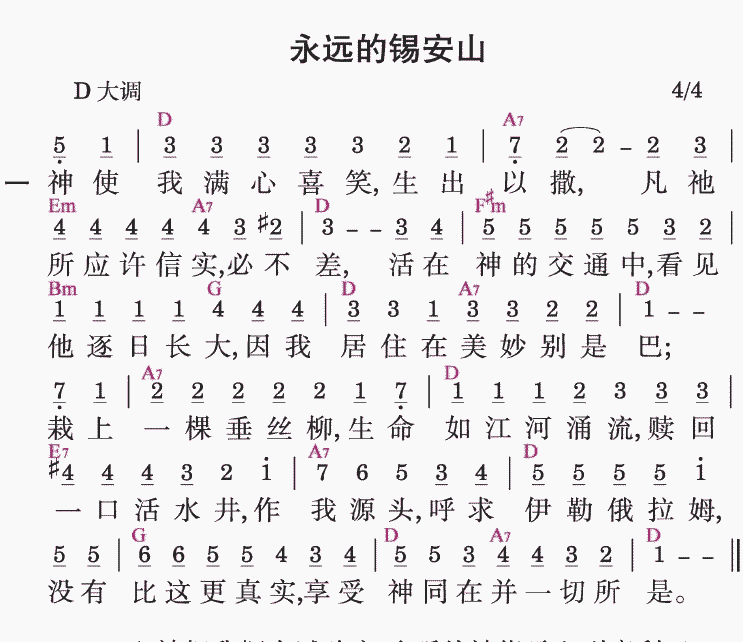 永远的锡安山
D 大调 4/4
D A7
5 1 | 3 3 3 3 3 2 1 | 7 2 2 – 2 3 |
一 神 使 我 满 心 喜 笑, 生 出 以 撒, 凡 祂
Em A7 D F♯m
4 4 4 4 4 3 ♯2 | 3 – – 3 4 | 5 5 5 5 5 3 2 |
所 应 许 信 实, 必 不 差, 活 在 神 的 交 通 中, 看 见
Bm G D A7 D
1 1 1 1 4 4 4 | 3 3 1 3 3 2 2 | 1 – –
他 逐 日 长 大, 因 我 居 住 在 美 妙 别 是 巴;
A7 D
7 1 | 2 2 2 2 2 1 7 | 1 1 1 2 3 3 3 |
栽 上 一 棵 垂 丝 柳, 生 命 如 江 河 涌 流, 赎 回
E7 A7 D
♯4 4 4 3 2 1 | 7 6 5 3 4 | 5 5 5 5 1
一 口 活 水 井, 作 我 源 头, 呼 求 伊 勒 俄 拉 姆,
G D A7 D
5 5 | 6 6 5 5 4 3 4 | 5 5 3 4 4 3 2 | 1 – – ‖
没 有 比 这 更 真 实, 享 受 神 同 在 并 一 切 所 是。